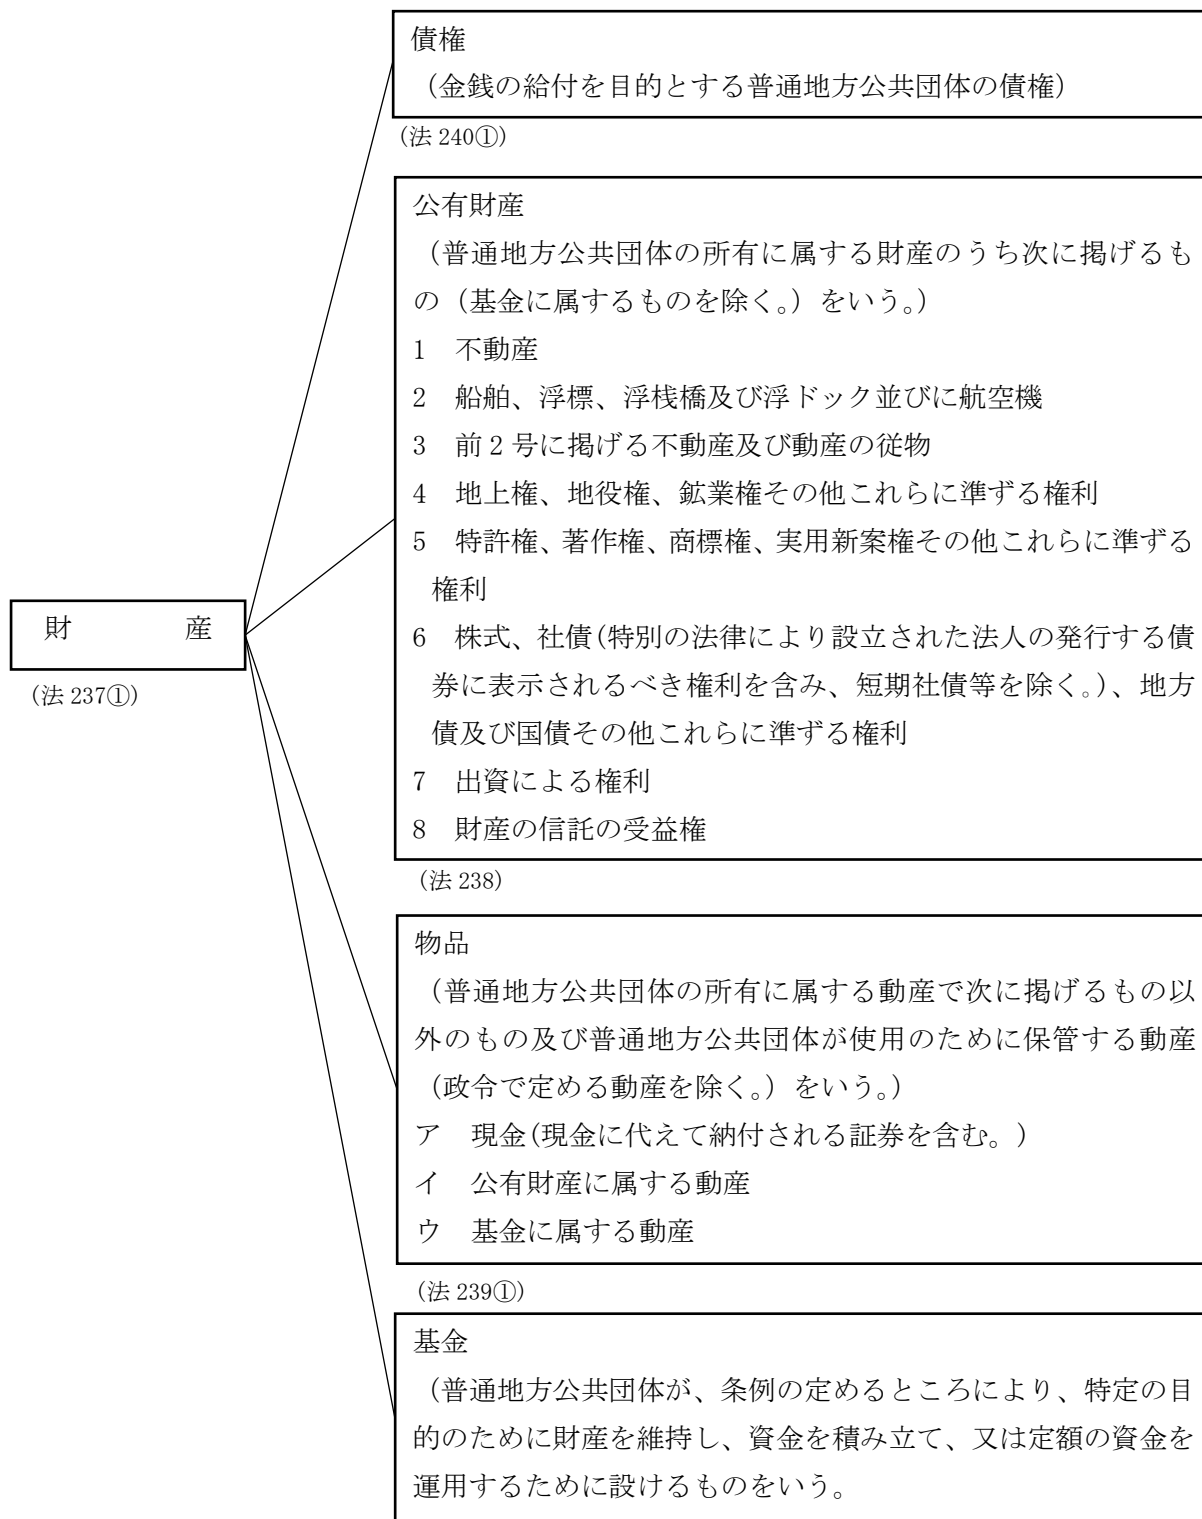 債権
（金銭の給付を目的とする普通地方公共団体の債権）
(法 240①)
公有財産
（普通地方公共団体の所有に属する財産のうち次に掲げるも
の（基金に属するものを除く。）をいう。）
1　不動産
2　船舶、浮標、浮桟橋及び浮ドック並びに航空機
3　前２号に掲げる不動産及び動産の従物
4　地上権、地役権、鉱業権その他これらに準ずる権利
5　特許権、著作権、商標権、実用新案権その他これらに準ずる
権利
6　株式、社債(特別の法律により設立された法人の発行する債
券に表示されるべき権利を含み、短期社債等を除く。)、地方
債及び国債その他これらに準ずる権利
7　出資による権利
8　財産の信託の受益権
(法 238)
財　　　　産
(法 237①)
物品
（普通地方公共団体の所有に属する動産で次に掲げるもの以
外のもの及び普通地方公共団体が使用のために保管する動産
（政令で定める動産を除く。）をいう。）
ア　現金(現金に代えて納付される証券を含む。)
イ　公有財産に属する動産
ウ　基金に属する動産
(法 239①)
基金
（普通地方公共団体が、条例の定めるところにより、特定の目
的のために財産を維持し、資金を積み立て、又は定額の資金を
運用するために設けるものをいう。